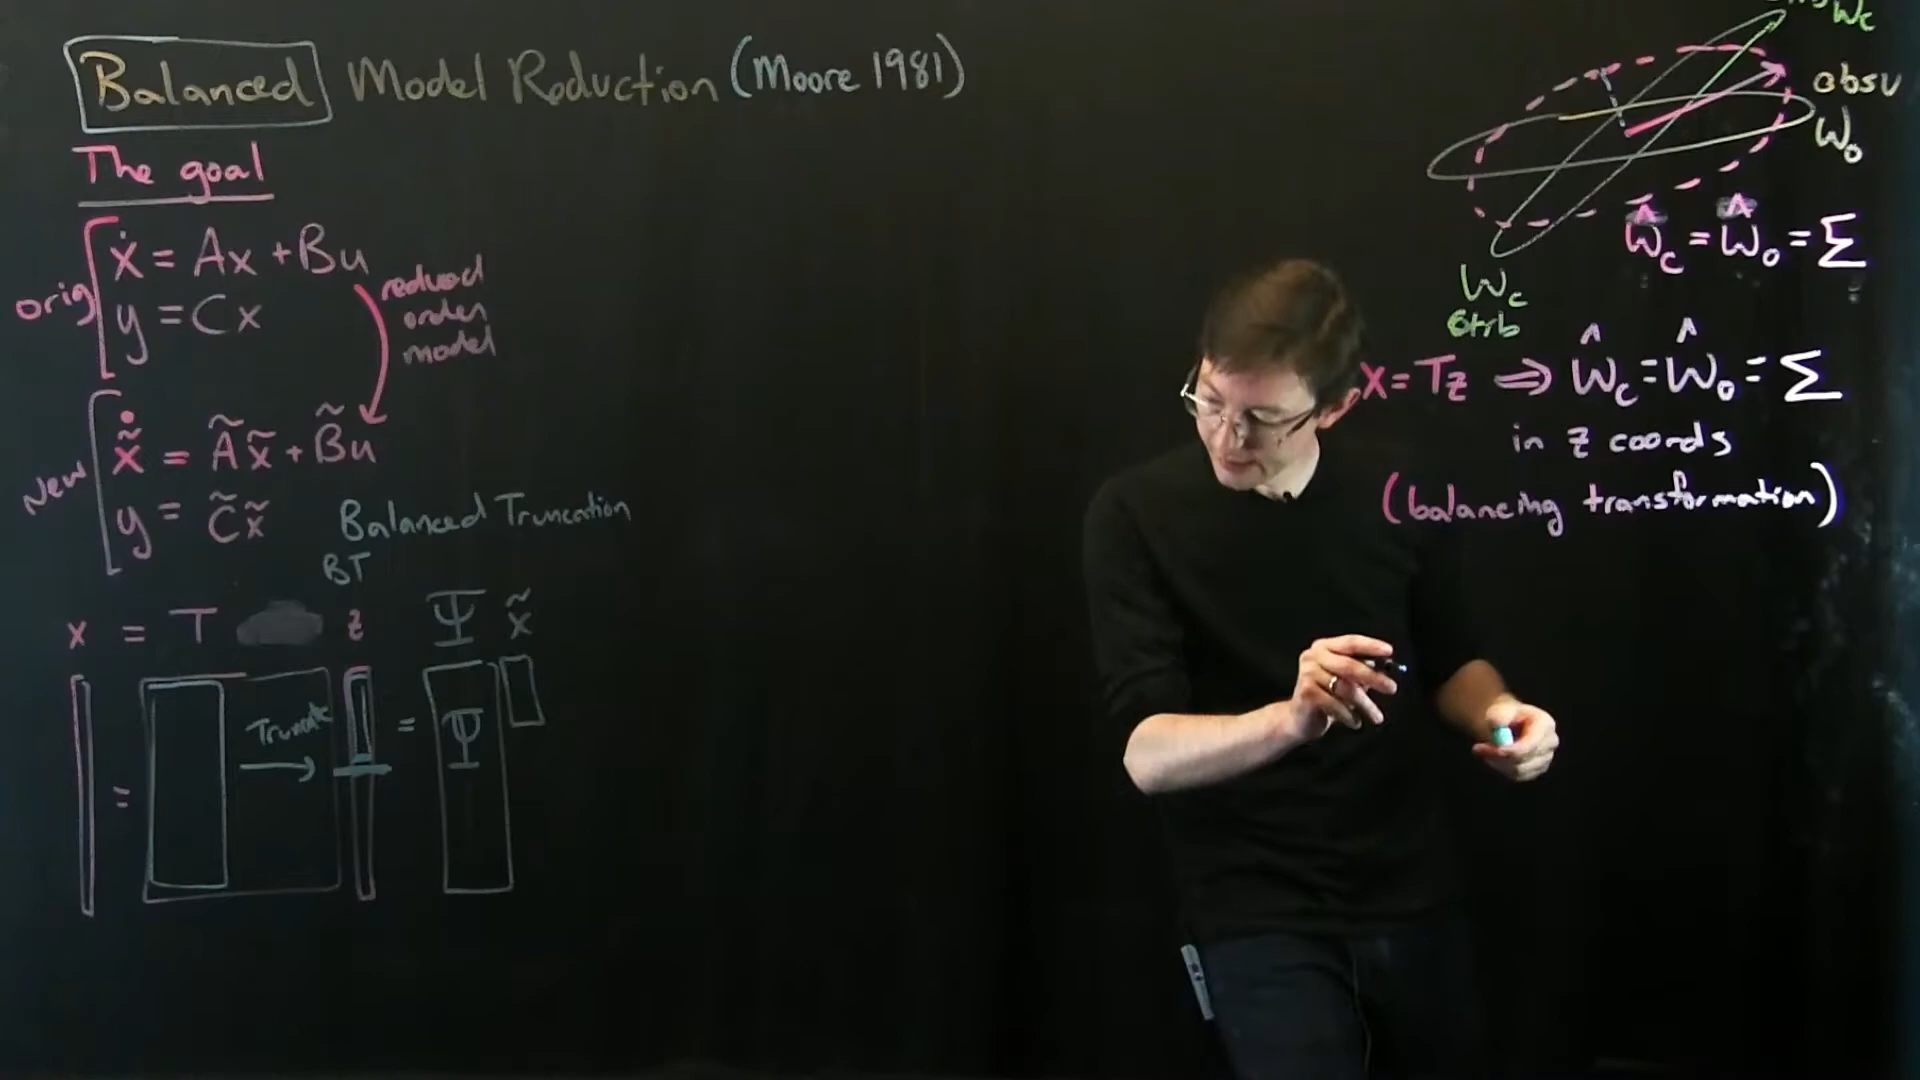 Balanced Model Reduction (Moore 1981)
The goal
orig
ẋ = Ax + Bu
y = Cx
reduced
order
model
New
x̃̇ = Ãx̃ + B̃u
y = C̃x̃
Balanced Truncation
BT
x = T z Ψ x̃
= Truncate = Ψ
Wc
obsv
Wo
Ŵc = Ŵo = Σ
Wc
Ctrb
x = Tz ⇒ Ŵc = Ŵo = Σ
in z coords
(balancing transformation)